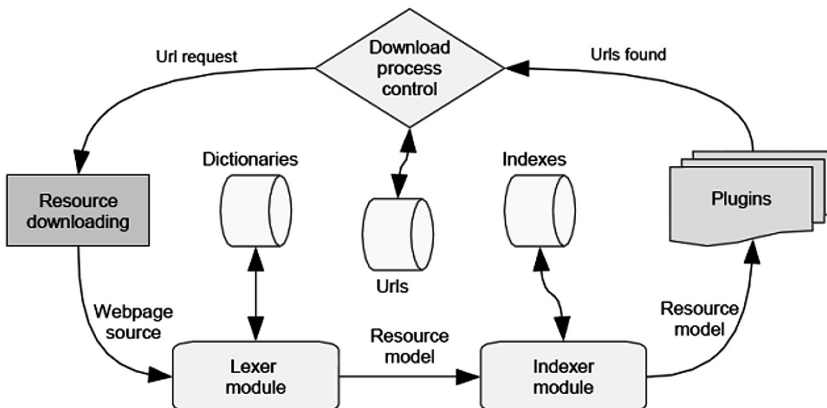 Download
process
control
Url request
Urls found
Dictionaries
Indexes
Resource
downloading
Plugins
Urls
Webpage
source
Resource
model
Resource
model
Lexer
module
Indexer
module